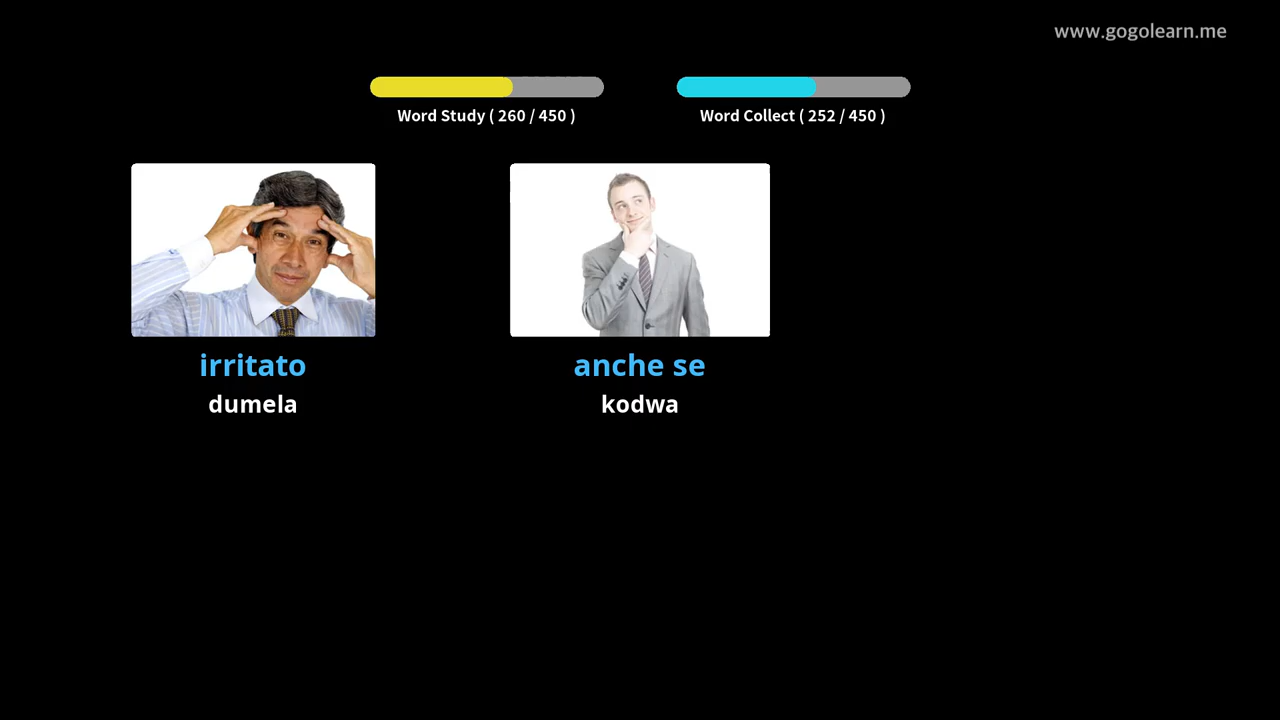 www.gogolearn.me
Word Study ( 260 / 450 )
Word Collect ( 252 / 450 )
irritato
dumela
anche se
kodwa